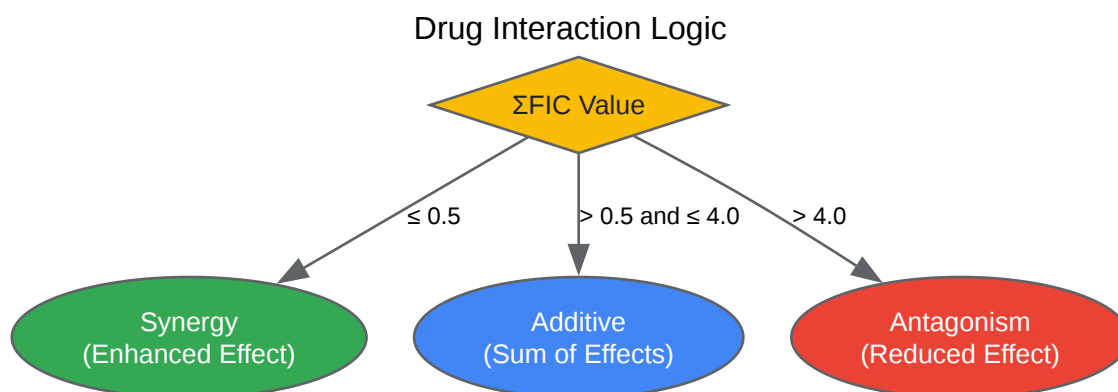 Drug Interaction Logic
ΣFIC Value
≤ 0.5
> 0.5 and ≤ 4.0
> 4.0
Synergy
(Enhanced Effect)
Additive
(Sum of Effects)
Antagonism
(Reduced Effect)